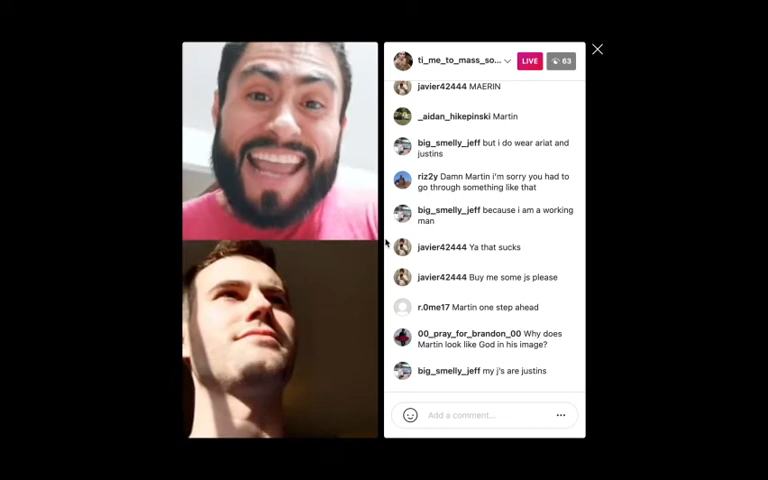 ti_me_to_mass_so...
LIVE
63
javier42444 MAERIN
_aidan_hikepinski Martin
big_smelly_jeff but i do wear ariat and
justins
riz2y Damn Martin i'm sorry you had to
go through something like that
big_smelly_jeff because i am a working
man
javier42444 Ya that sucks
javier42444 Buy me some js please
r.0me17 Martin one step ahead
00_pray_for_brandon_00 Why does
Martin look like God in his image?
big_smelly_jeff my j's are justins
Add a comment...